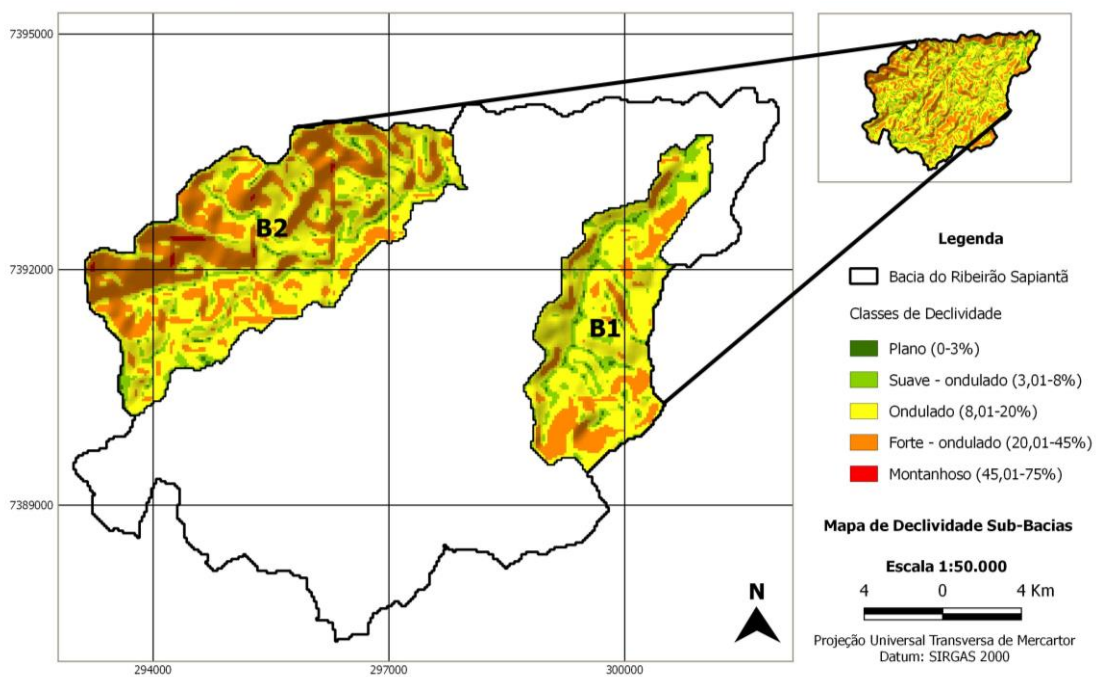 7395000
7392000
7389000
294000
297000
300000
B2
B1
N
Legenda
Bacia do Ribeirão Sapiantã
Classes de Declividade
Plano (0-3%)
Suave - ondulado (3,01-8%)
Ondulado (8,01-20%)
Forte - ondulado (20,01-45%)
Montanhoso (45,01-75%)
Mapa de Declividade Sub-Bacias
Escala 1:50.000
4 0 4 Km
Projeção Universal Transversa de Mercartor
Datum: SIRGAS 2000